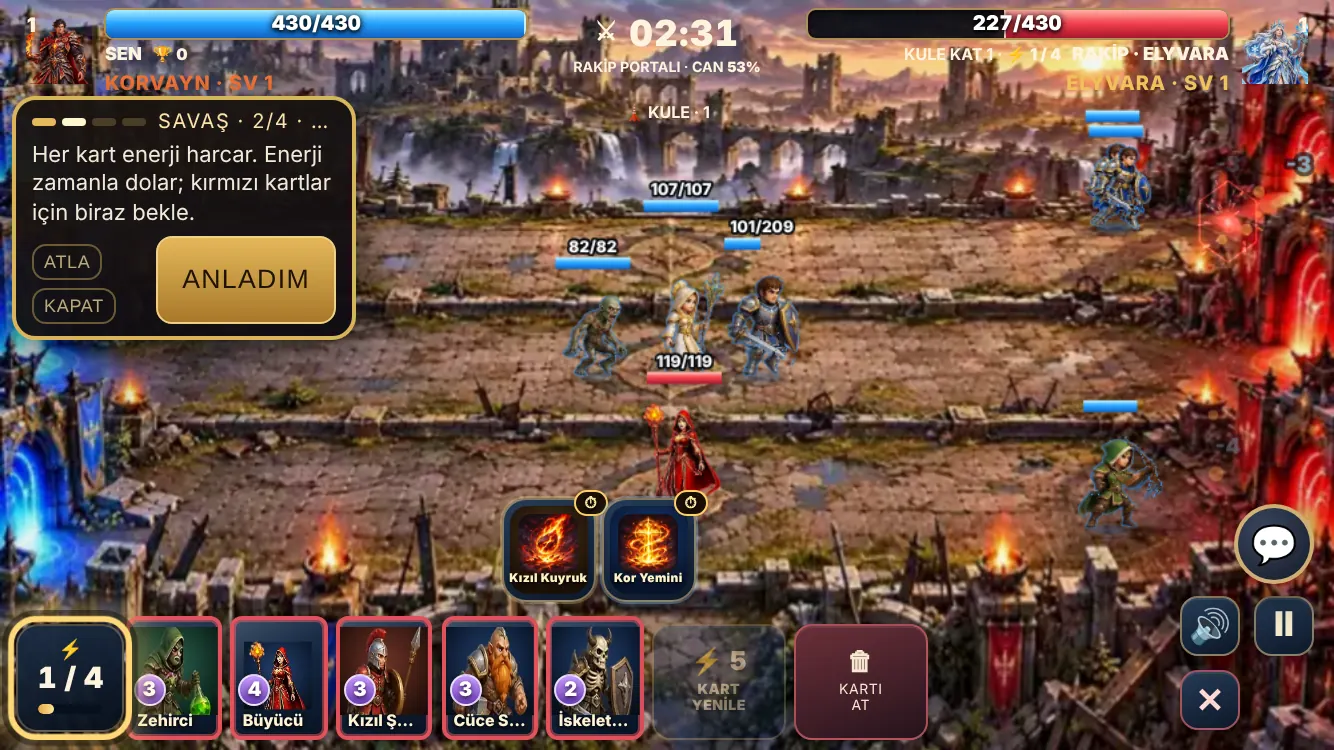 1
430/430
SEN 🏆 0
KORVAYN · SV 1
⚔ 02:31
RAKİP PORTALI · CAN 53%
KULE · 1
227/430
KULE KAT 1 · ⚡ 1/4 RAKİP · ELYVARA
ELYVARA · SV 1
1
SAVAŞ · 2/4 · ...
Her kart enerji harcar. Enerji
zamanla dolar; kırmızı kartlar
için biraz bekle.
ATLA
KAPAT
ANLADIM
-3
107/107
101/209
82/82
119/119
Kızıl Kuyruk
Kor Yemini
⚡
1 / 4
3
Zehirci
4
Büyücü
3
Kızıl Ş...
3
Cüce S...
2
İskelet...
⚡ 5
KART
YENİLE
KARTI
AT